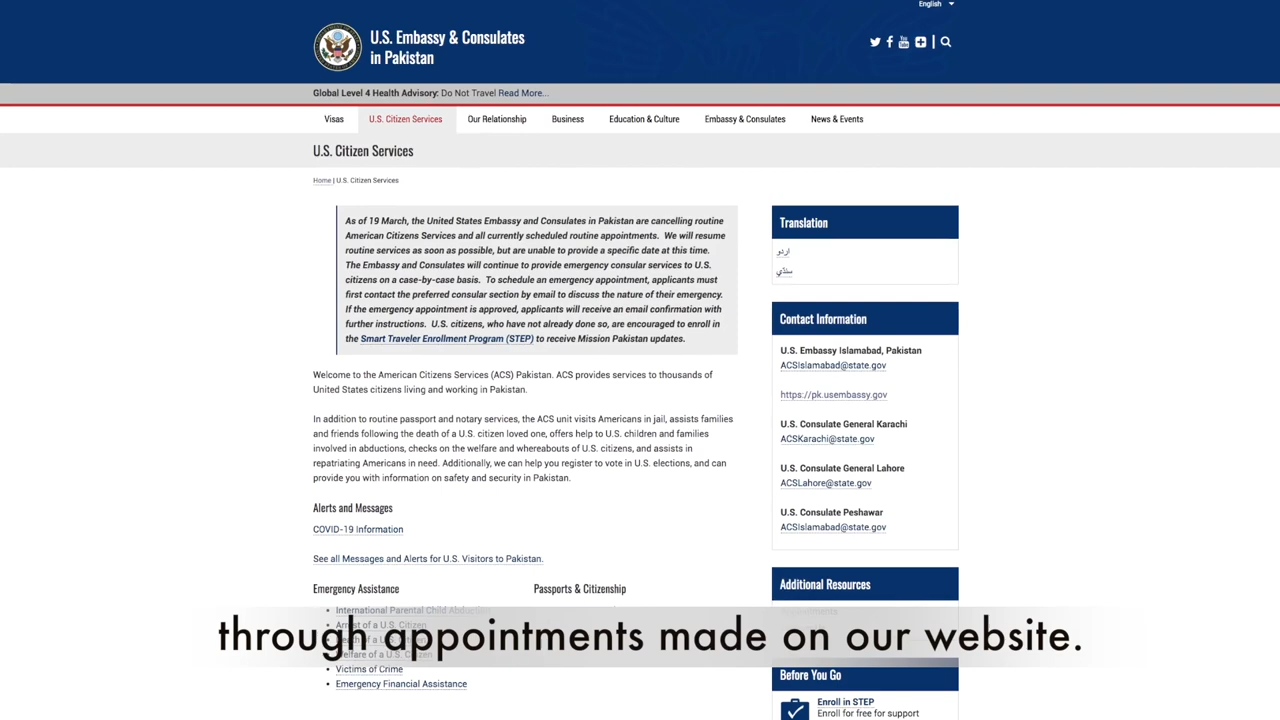 English
U.S. Embassy & Consulates
in Pakistan
Global Level 4 Health Advisory: Do Not Travel Read More...
Visas U.S. Citizen Services Our Relationship Business Education & Culture Embassy & Consulates News & Events
U.S. Citizen Services
Home | U.S. Citizen Services
As of 19 March, the United States Embassy and Consulates in Pakistan are cancelling routine
American Citizens Services and all currently scheduled routine appointments. We will resume
routine services as soon as possible, but are unable to provide a specific date at this time.
The Embassy and Consulates will continue to provide emergency consular services to U.S.
citizens on a case-by-case basis. To schedule an emergency appointment, applicants must
first contact the preferred consular section by email to discuss the nature of their emergency.
If the emergency appointment is approved, applicants will receive an email confirmation with
further instructions. U.S. citizens, who have not already done so, are encouraged to enroll in
the Smart Traveler Enrollment Program (STEP) to receive Mission Pakistan updates.
Welcome to the American Citizens Services (ACS) Pakistan. ACS provides services to thousands of
United States citizens living and working in Pakistan.
In addition to routine passport and notary services, the ACS unit visits Americans in jail, assists families
and friends following the death of a U.S. citizen loved one, offers help to U.S. children and families
involved in abductions, checks on the welfare and whereabouts of U.S. citizens, and assists in
repatriating Americans in need. Additionally, we can help you register to vote in U.S. elections, and can
provide you with information on safety and security in Pakistan.
Alerts and Messages
COVID-19 Information
See all Messages and Alerts for U.S. Visitors to Pakistan.
Emergency Assistance
International Parental Child Abduction
Arrest of a U.S. Citizen
Death of a U.S. Citizen
Welfare of a U.S. Citizen
Victims of Crime
Emergency Financial Assistance
Passports & Citizenship
Translation
اردو
سنڌي
Contact Information
U.S. Embassy Islamabad, Pakistan
ACSIslamabad@state.gov
https://pk.usembassy.gov
U.S. Consulate General Karachi
ACSKarachi@state.gov
U.S. Consulate General Lahore
ACSLahore@state.gov
U.S. Consulate Peshawar
ACSIslamabad@state.gov
Additional Resources
Before You Go
Enroll in STEP
Enroll for free for support
through appointments made on our website.